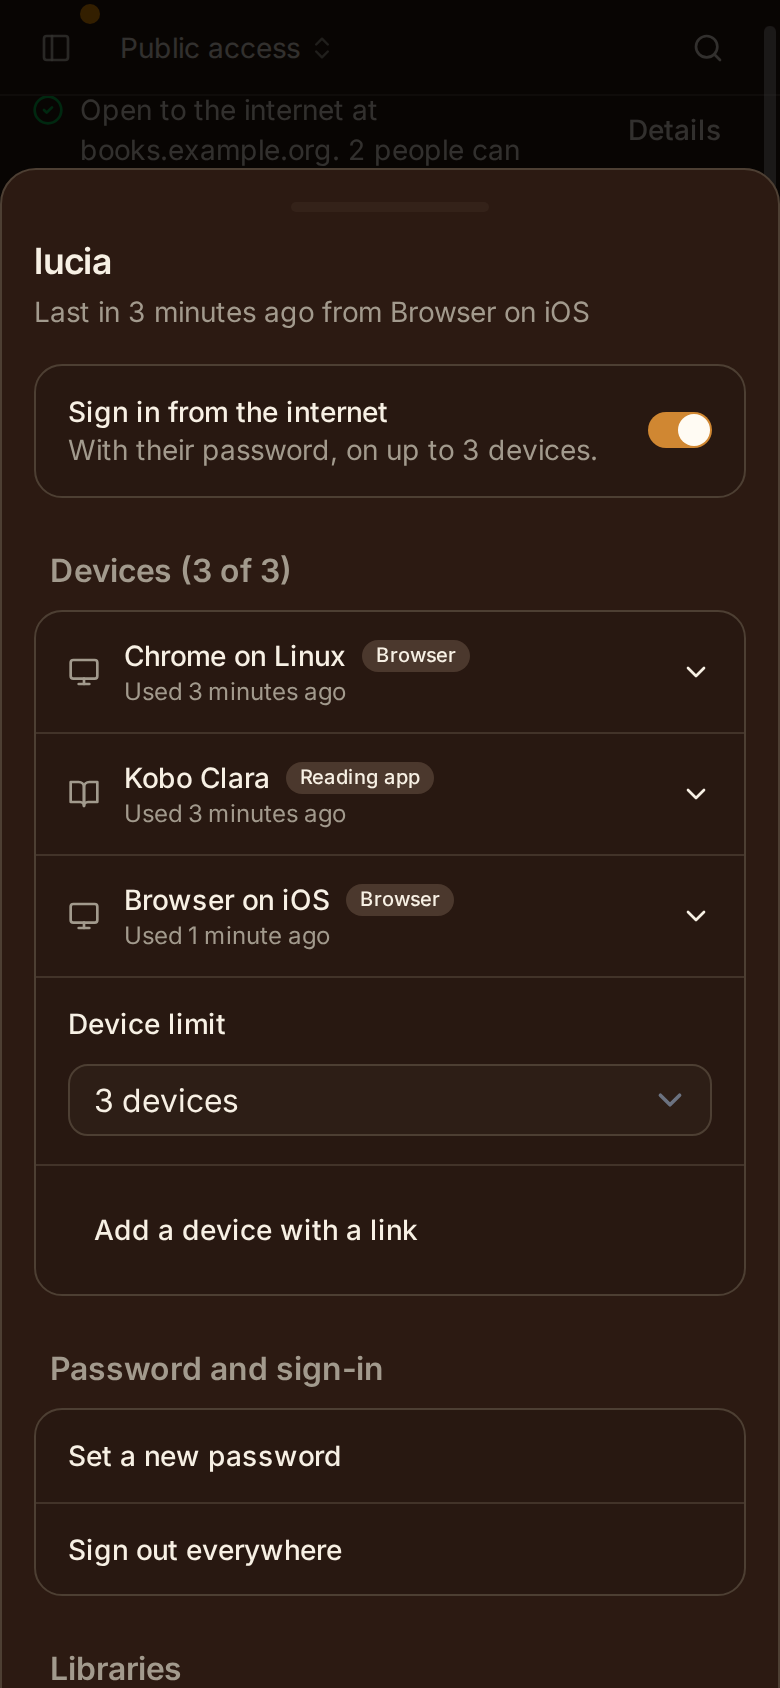 Public access
Open to the internet at
books.example.org. 2 people can
Details
lucia
Last in 3 minutes ago from Browser on iOS
Sign in from the internet
With their password, on up to 3 devices.
Devices (3 of 3)
Chrome on Linux Browser
Used 3 minutes ago
Kobo Clara Reading app
Used 3 minutes ago
Browser on iOS Browser
Used 1 minute ago
Device limit
3 devices
Add a device with a link
Password and sign-in
Set a new password
Sign out everywhere
Libraries